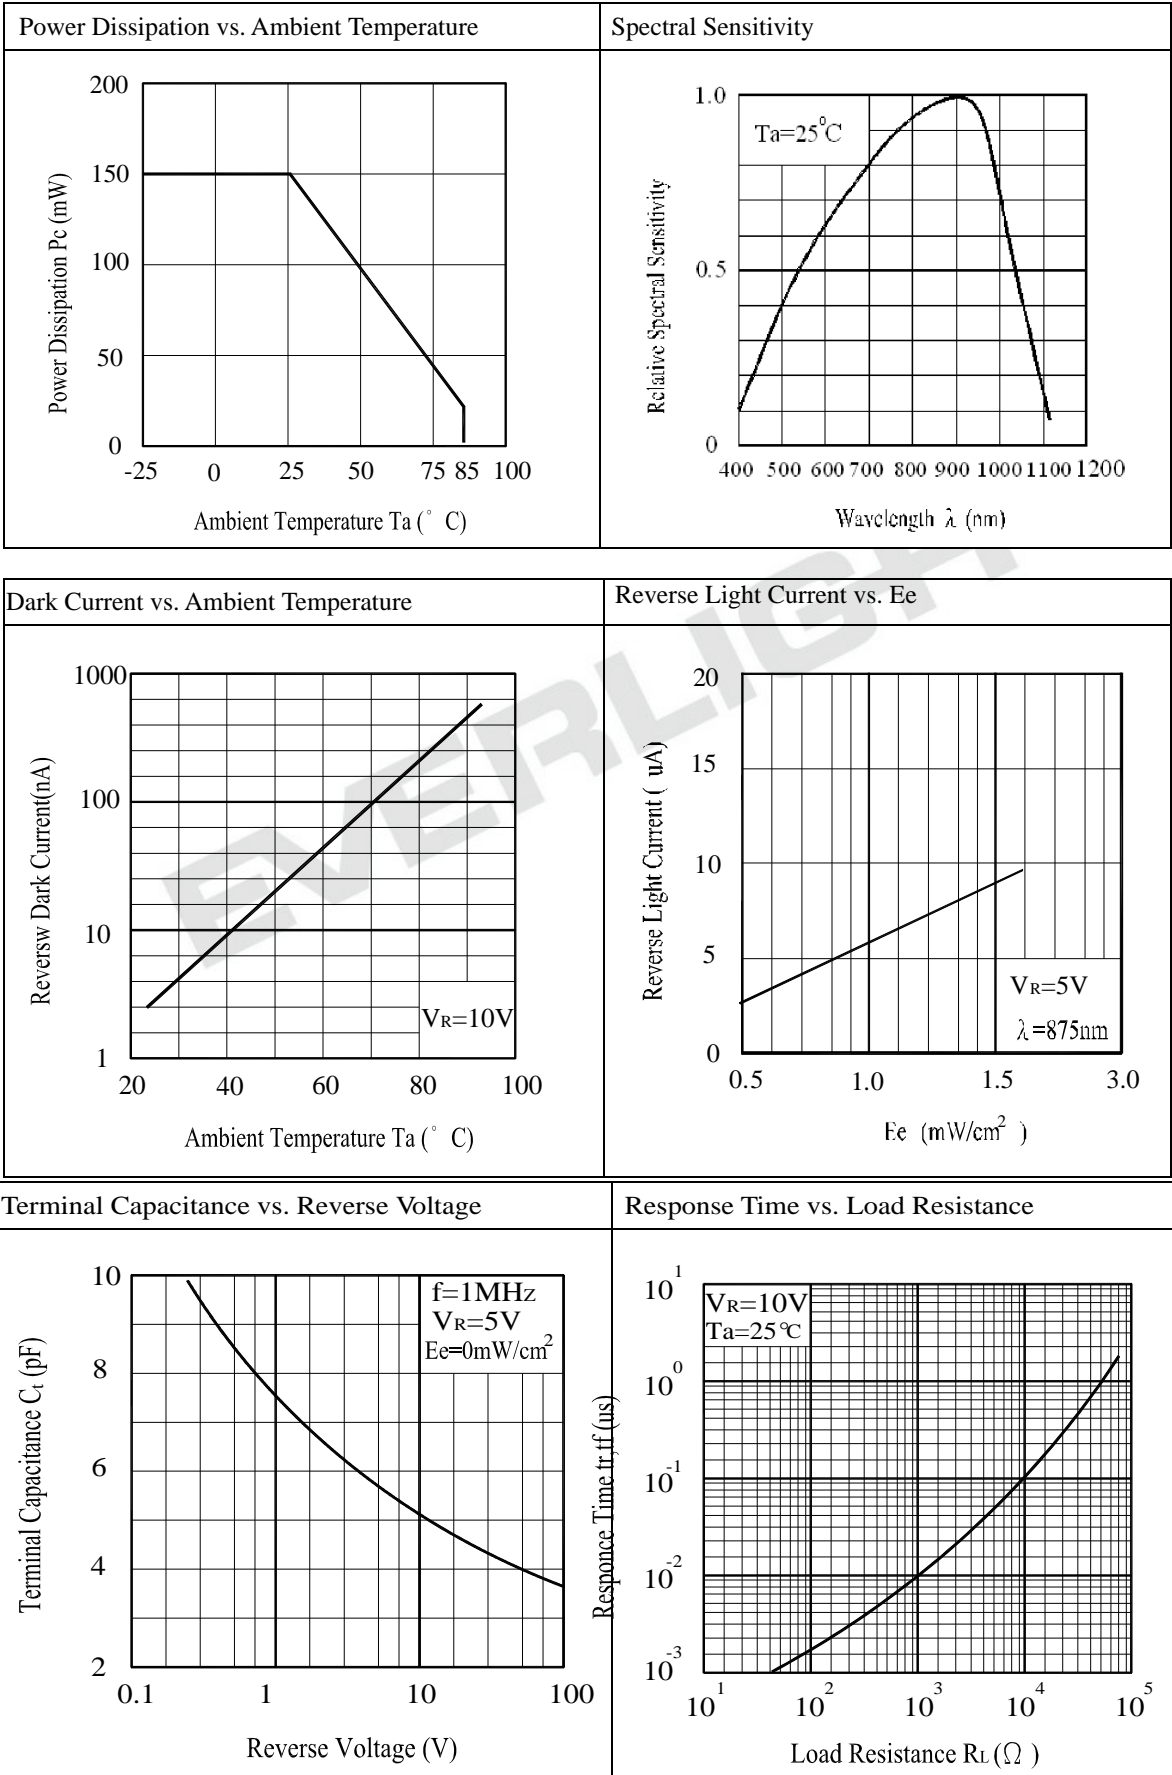 Power Dissipation vs. Ambient Temperature
200
150
100
50
0
-25 0 25 50 75 85 100
Power Dissipation Pc (mW)
Ambient Temperature Ta (° C)
Spectral Sensitivity
Ta=25°C
1.0
0.5
0
400 500 600 700 800 900 1000 1100 1200
Relative Spectral Sensitivity
Wavelength λ (nm)
Dark Current vs. Ambient Temperature
1000
100
10
1
20 40 60 80 100
VR=10V
Reversw Dark Current(nA)
Ambient Temperature Ta (° C)
Reverse Light Current vs. Ee
20
15
10
5
0
0.5 1.0 1.5 3.0
VR=5V
λ=875nm
Reverse Light Current ( uA)
Ee (mW/cm² )
EVERLIGH
Terminal Capacitance vs. Reverse Voltage
10
8
6
4
2
0.1 1 10 100
f=1MHz
VR=5V
Ee=0mW/cm²
Terminal Capacitance Ct (pF)
Reverse Voltage (V)
Response Time vs. Load Resistance
VR=10V
Ta=25℃
10¹
10⁰
10⁻¹
10⁻²
10⁻³
10¹ 10² 10³ 10⁴ 10⁵
Responce Time tr,tf (us)
Load Resistance RL (Ω )